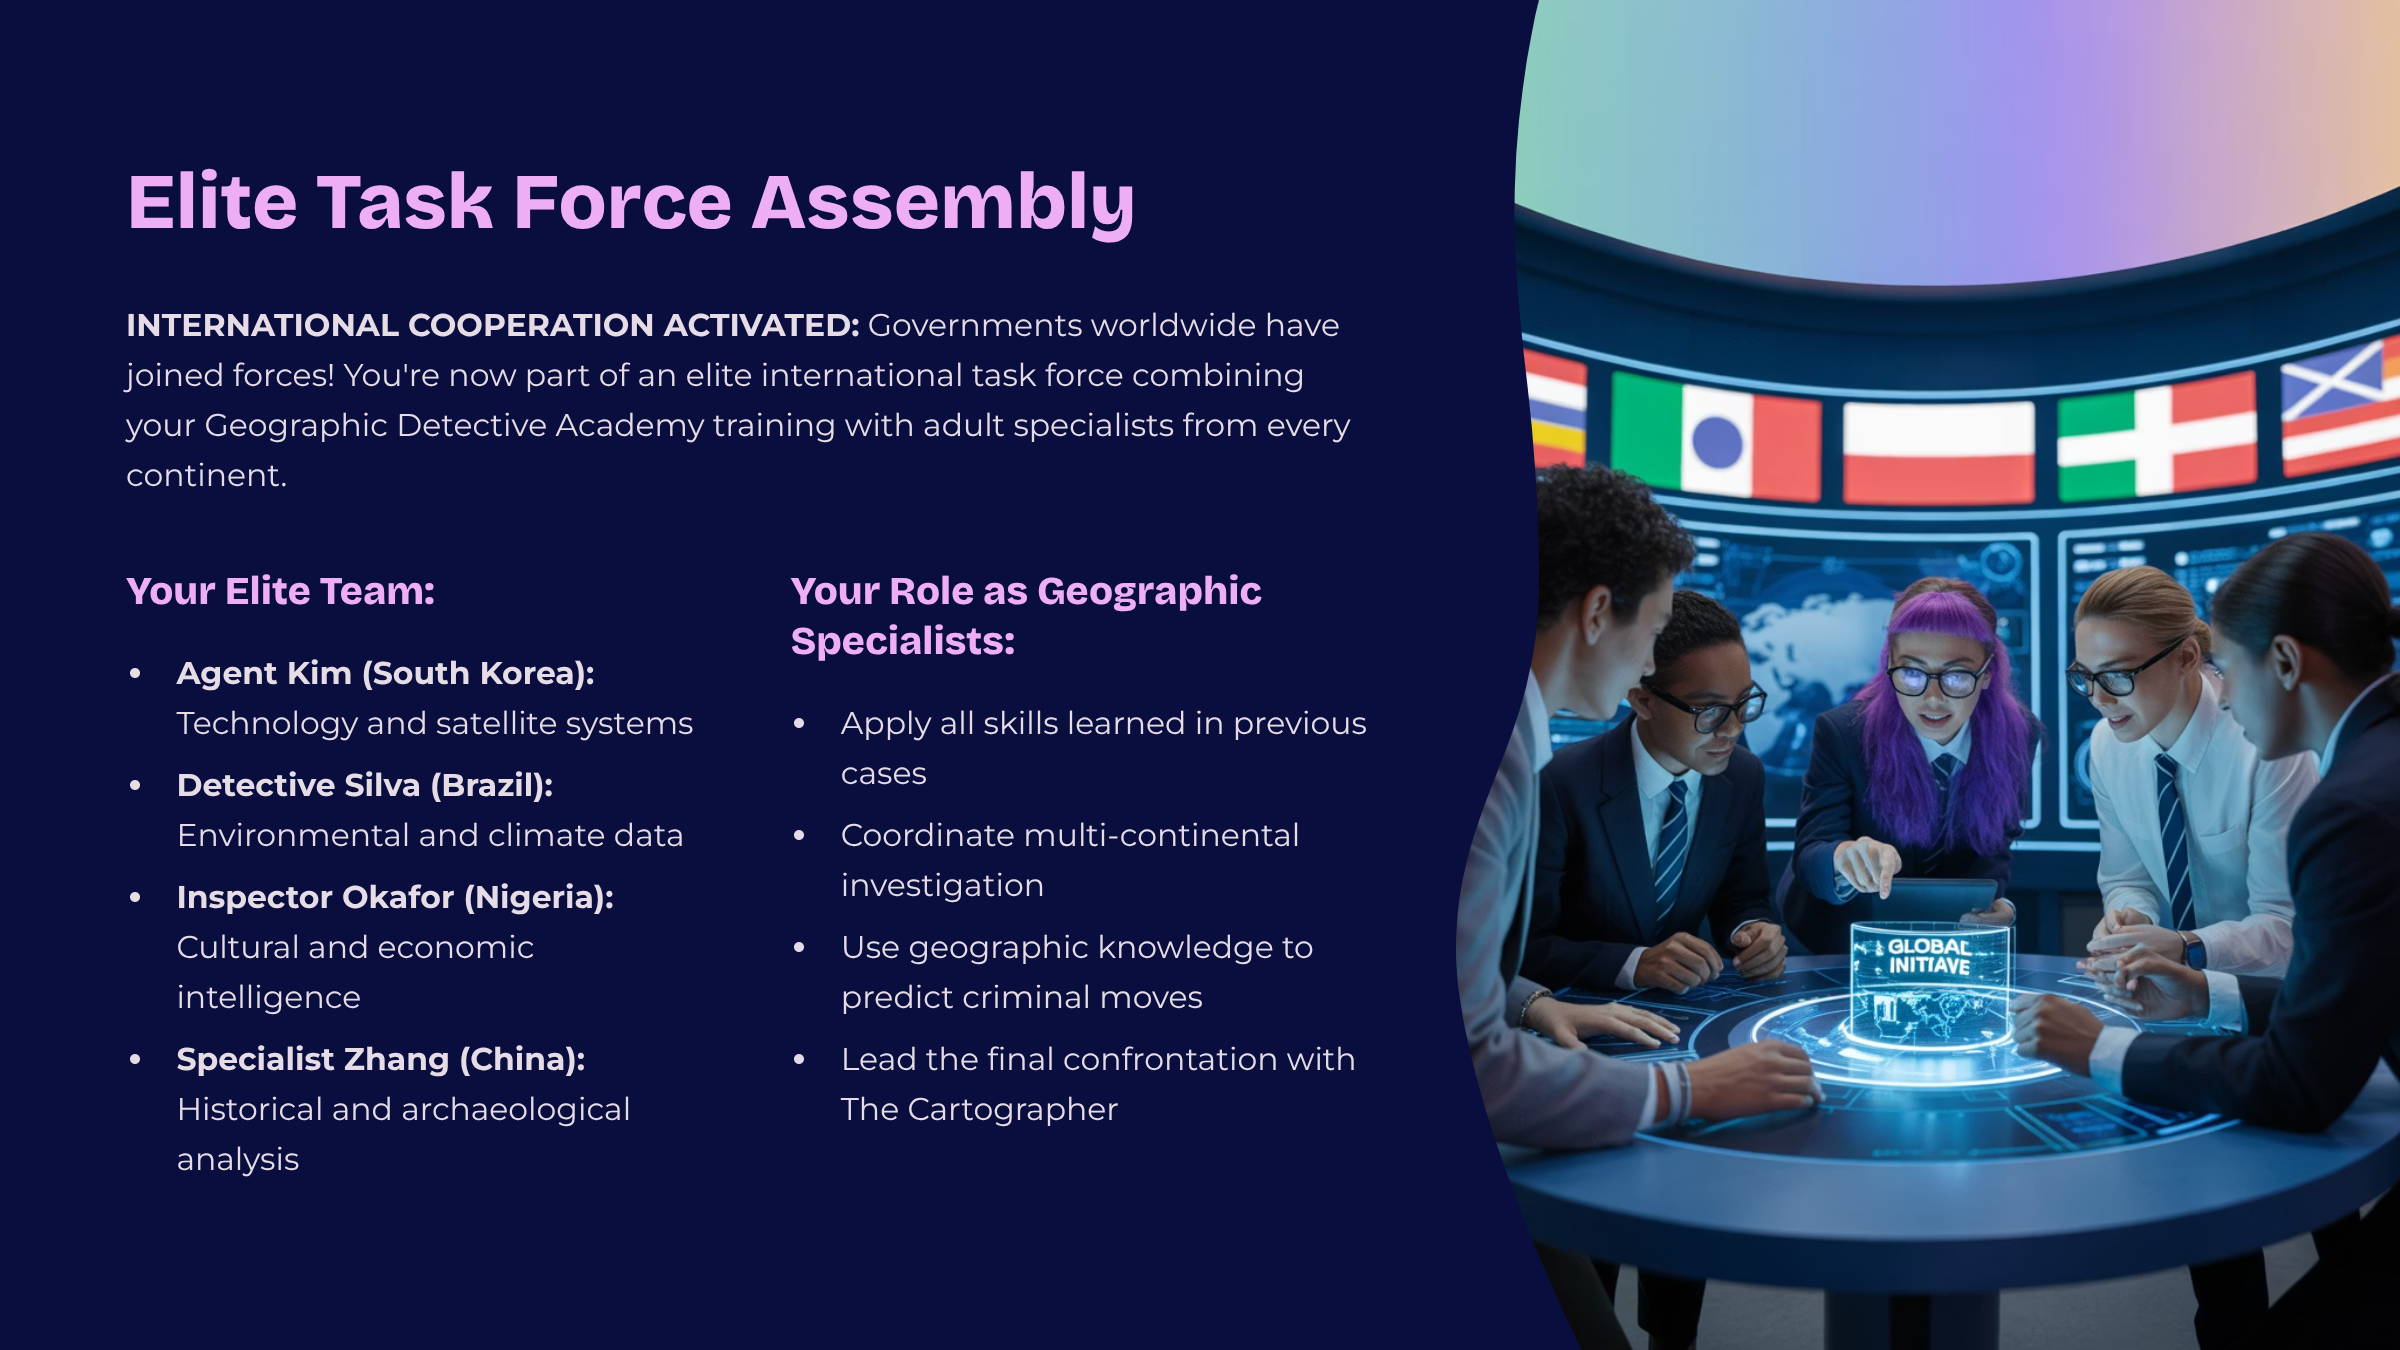 Elite Task Force Assembly
INTERNATIONAL COOPERATION ACTIVATED: Governments worldwide have
joined forces! You're now part of an elite international task force combining
your Geographic Detective Academy training with adult specialists from every
continent.
Your Elite Team:
• Agent Kim (South Korea):
Technology and satellite systems
• Detective Silva (Brazil):
Environmental and climate data
• Inspector Okafor (Nigeria):
Cultural and economic
intelligence
• Specialist Zhang (China):
Historical and archaeological
analysis
Your Role as Geographic
Specialists:
• Apply all skills learned in previous
cases
• Coordinate multi-continental
investigation
• Use geographic knowledge to
predict criminal moves
• Lead the final confrontation with
The Cartographer
GLOBAL
INITIAVE